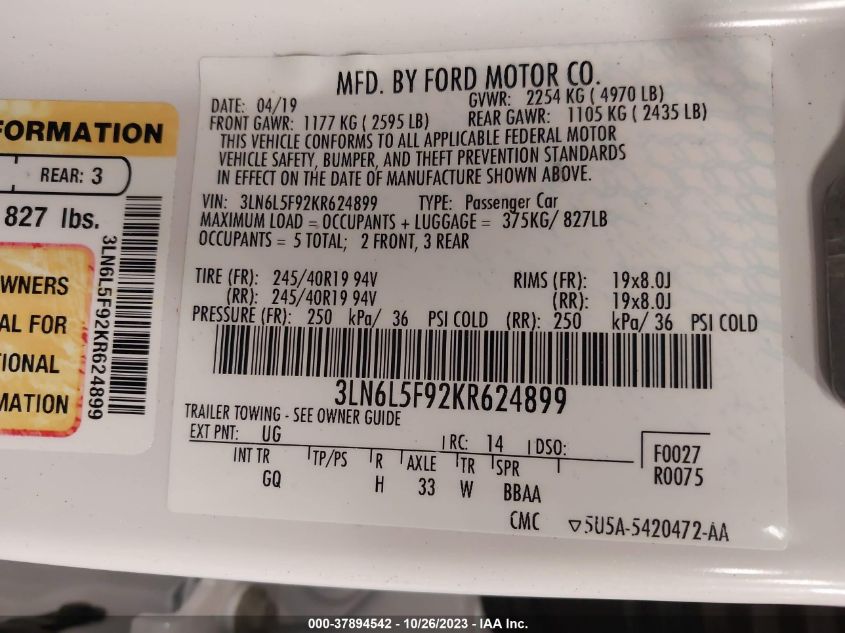 FORMATION
REAR: 3
827 lbs.
WNERS
AL FOR
TIONAL
MATION
3LN6L5F92KR624899
MFD. BY FORD MOTOR CO.
DATE: 04/19 GVWR: 2254 KG ( 4970 LB)
FRONT GAWR: 1177 KG ( 2595 LB) REAR GAWR: 1105 KG ( 2435 LB)
THIS VEHICLE CONFORMS TO ALL APPLICABLE FEDERAL MOTOR
VEHICLE SAFETY, BUMPER, AND THEFT PREVENTION STANDARDS
IN EFFECT ON THE DATE OF MANUFACTURE SHOWN ABOVE.
VIN: 3LN6L5F92KR624899 TYPE: Passenger Car
MAXIMUM LOAD = OCCUPANTS + LUGGAGE = 375KG/ 827LB
OCCUPANTS = 5 TOTAL; 2 FRONT, 3 REAR
TIRE (FR): 245/40R19 94V RIMS (FR): 19x8.0J
(RR): 245/40R19 94V (RR): 19x8.0J
PRESSURE (FR): 250 kPa/ 36 PSI COLD (RR): 250 kPa/ 36 PSI COLD
3LN6L5F92KR624899
TRAILER TOWING - SEE OWNER GUIDE
EXT PNT: UG RC: 14 DSO: F0027
INT TR TP/PS R AXLE TR SPR R0075
GQ H 33 W BBAA
CMC ▽5U5A-5420472-AA
000-37894542 - 10/26/2023 - IAA Inc.